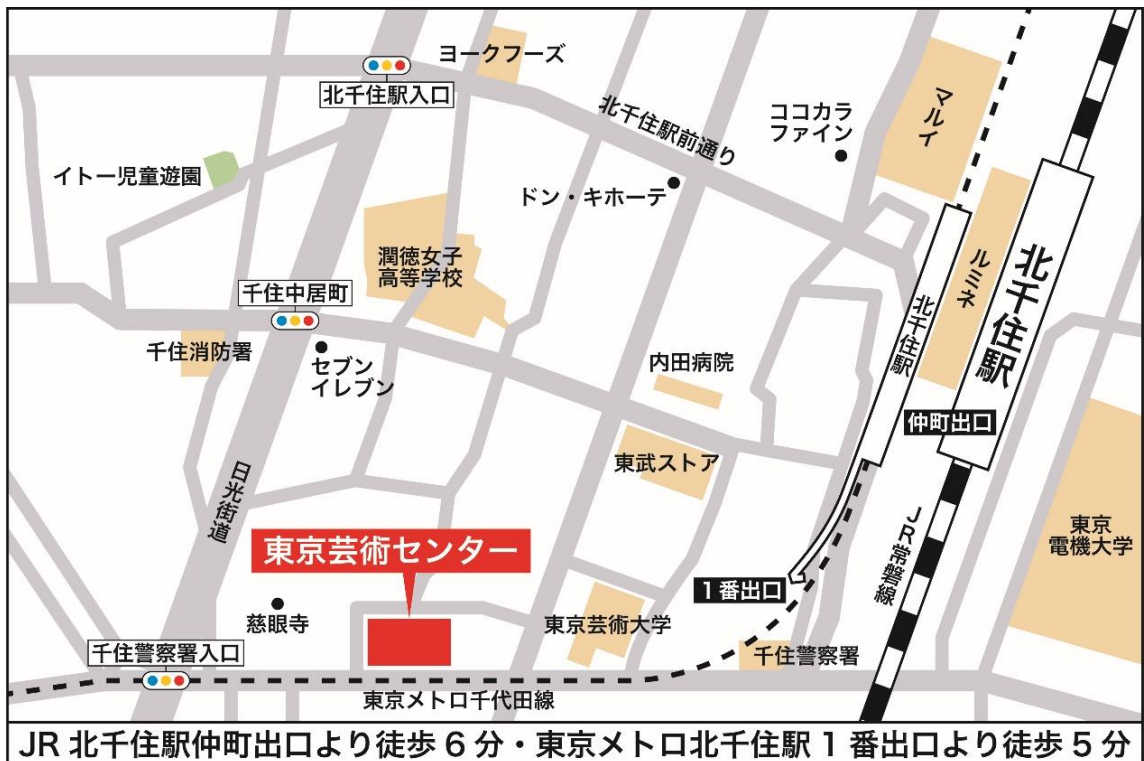 ヨークフーズ
北千住駅入口
北千住駅前通り
ココカラ
ファイン
マルイ
イトー児童遊園
ドン・キホーテ
潤徳女子
高等学校
ルミネ
北千住駅
北千住駅
千住中居町
千住消防署
セブン
イレブン
内田病院
仲町出口
東武ストア
日光街道
JR常磐線
東京
電機大学
東京芸術センター
1番出口
慈眼寺
東京芸術大学
千住警察署入口
千住警察署
東京メトロ千代田線
JR 北千住駅仲町出口より徒歩 6 分・東京メトロ北千住駅 1 番出口より徒歩 5 分